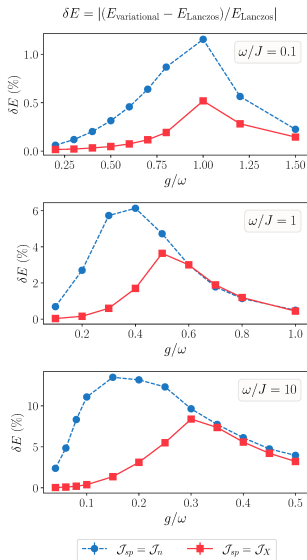 δE = |(E_variational − E_Lanczos)/E_Lanczos|
ω/J = 0.1
δE (%)
1.0
0.5
0.0
0.25 0.50 0.75 1.00 1.25 1.50
g/ω
ω/J = 1
δE (%)
6
4
2
0
0.2 0.4 0.6 0.8 1.0
g/ω
ω/J = 10
δE (%)
10
5
0
0.1 0.2 0.3 0.4 0.5
g/ω
𝒥_sp = 𝒥_n 𝒥_sp = 𝒥_X